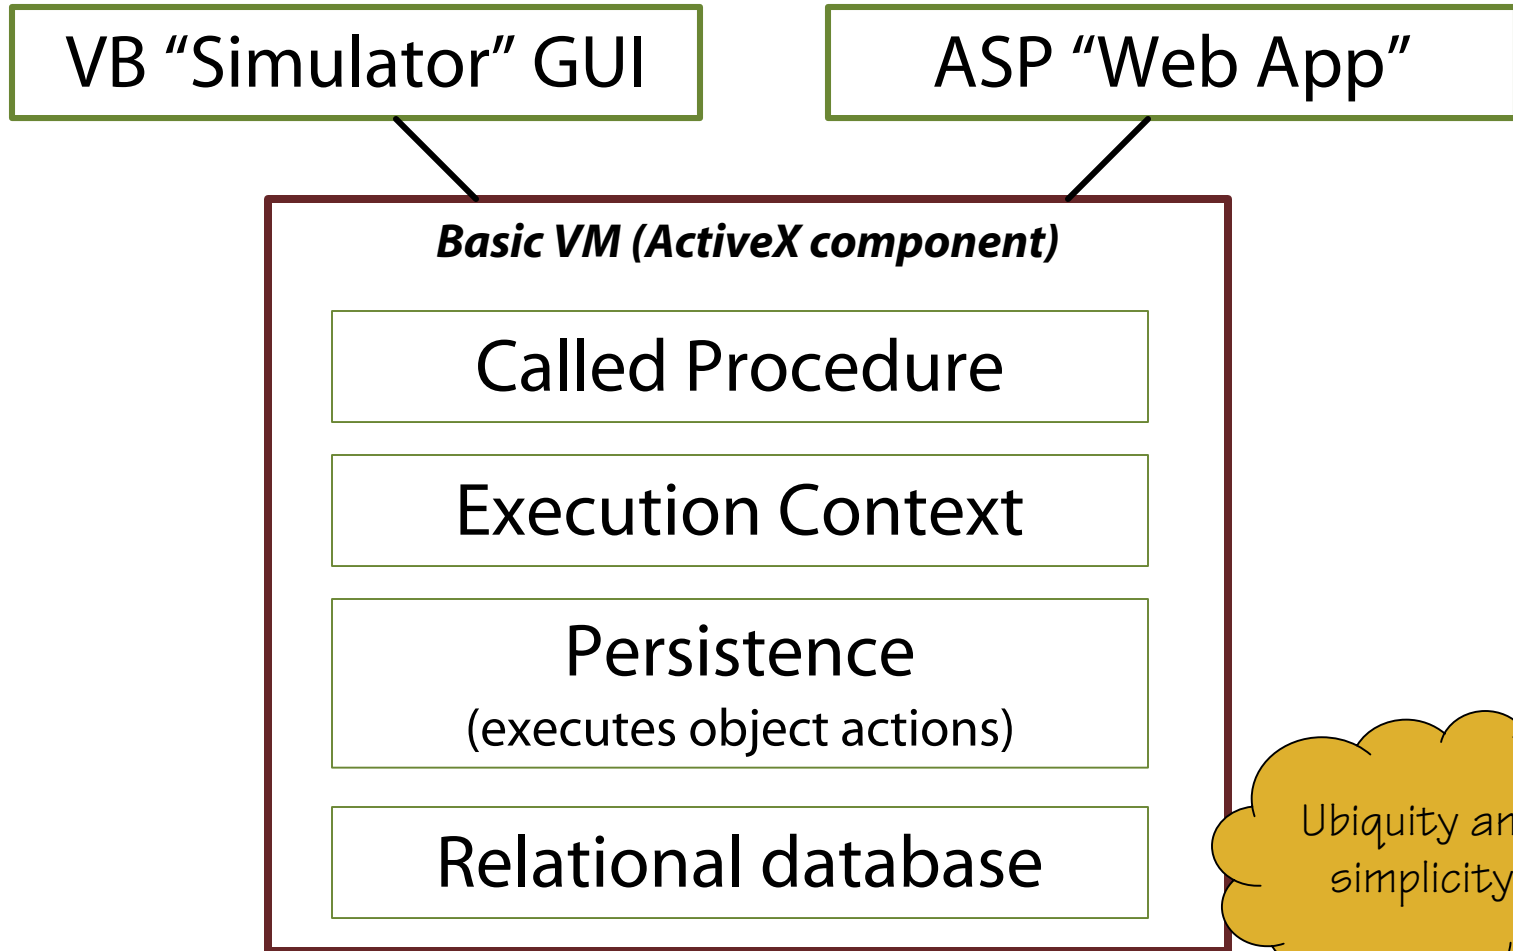 VB “Simulator” GUI
ASP “Web App”
Basic VM (ActiveX component)
Called Procedure
Execution Context
Persistence
(executes object actions)
Relational database
Ubiquity
simplicity